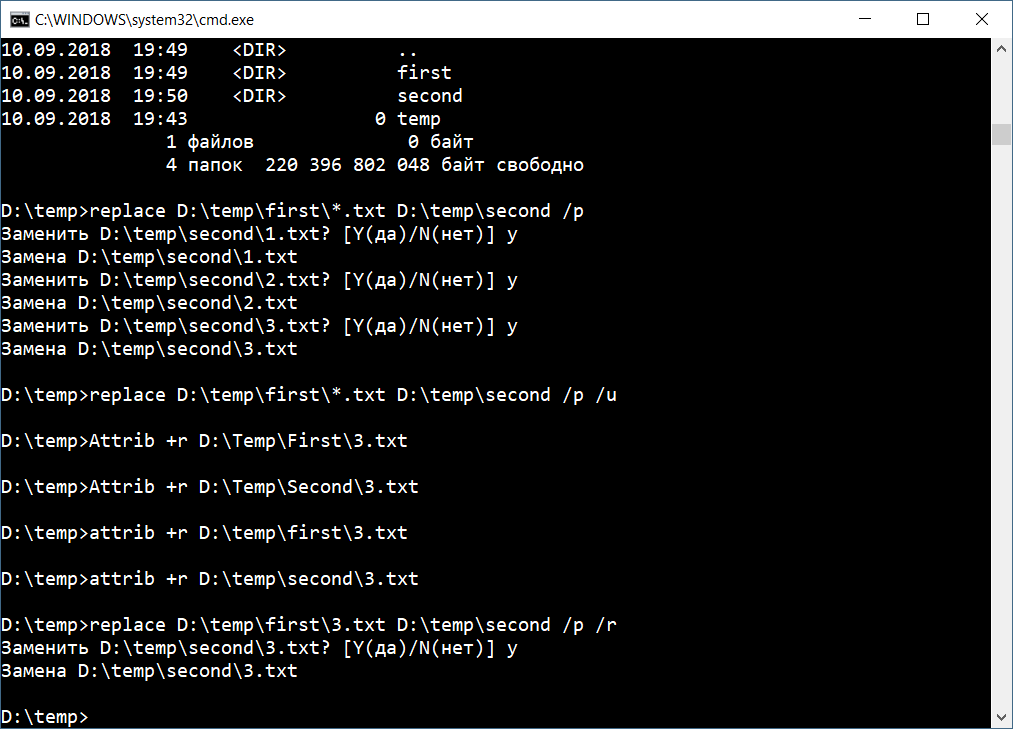 C:\WINDOWS\system32\cmd.exe
10.09.2018  19:49    <DIR>          ..
10.09.2018  19:49    <DIR>          first
10.09.2018  19:50    <DIR>          second
10.09.2018  19:43                 0 temp
               1 файлов              0 байт
               4 папок  220 396 802 048 байт свободно
D:\temp>replace D:\temp\first\*.txt D:\temp\second /p
Заменить D:\temp\second\1.txt? [Y(да)/N(нет)] y
Замена D:\temp\second\1.txt
Заменить D:\temp\second\2.txt? [Y(да)/N(нет)] y
Замена D:\temp\second\2.txt
Заменить D:\temp\second\3.txt? [Y(да)/N(нет)] y
Замена D:\temp\second\3.txt
D:\temp>replace D:\temp\first\*.txt D:\temp\second /p /u
D:\temp>Attrib +r D:\Temp\First\3.txt
D:\temp>Attrib +r D:\Temp\Second\3.txt
D:\temp>attrib +r D:\temp\first\3.txt
D:\temp>attrib +r D:\temp\second\3.txt
D:\temp>replace D:\temp\first\3.txt D:\temp\second /p /r
Заменить D:\temp\second\3.txt? [Y(да)/N(нет)] y
Замена D:\temp\second\3.txt
D:\temp>